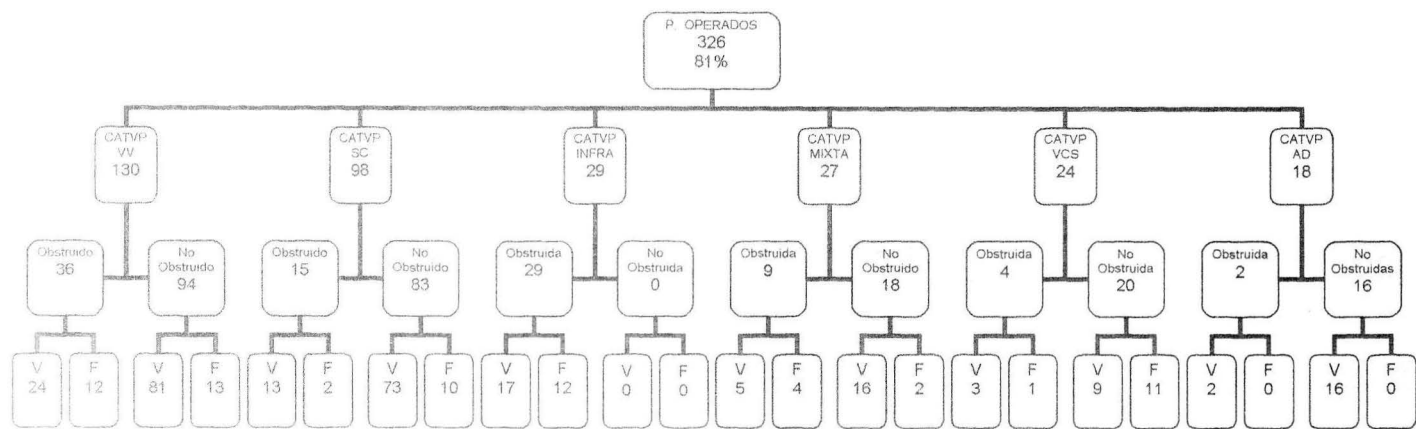 P. OPERADOS
326
81%
CATVP
VV
130
CATVP
SC
98
CATVP
INFRA
29
CATVP
MIXTA
27
CATVP
VCS
24
CATVP
AD
18
Obstruido
36
No
Obstruido
94
Obstruido
15
No
Obstruido
83
Obstruida
29
No
Obstruida
0
Obstruida
9
No
Obstruido
18
Obstruida
4
No
Obstruida
20
Obstruida
2
No
Obstruidas
16
V
24
F
12
V
81
F
13
V
13
F
2
V
73
F
10
V
17
F
12
V
0
F
0
V
5
F
4
V
16
F
2
V
3
F
1
V
9
F
11
V
2
F
0
V
16
F
0